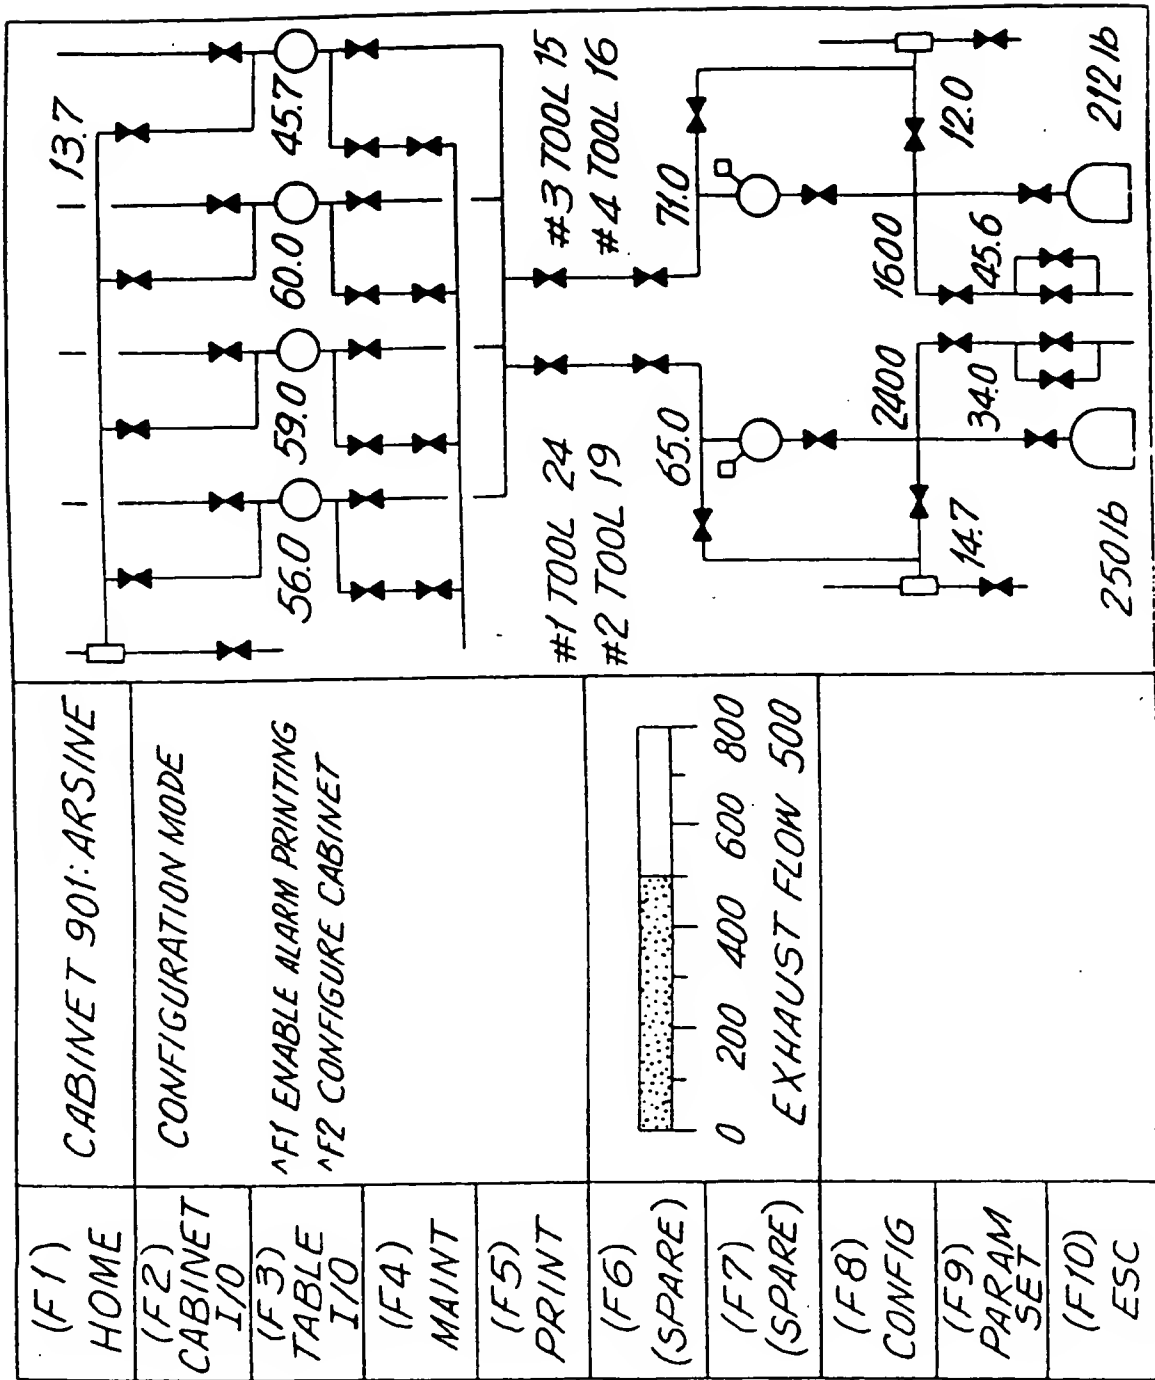 (F1)
HOME
(F2)
CABINET
I/O
(F3)
TABLE
I/O
(F4)
MAINT
(F5)
PRINT
(F6)
(SPARE)
(F7)
(SPARE)
(F8)
CONFIG
(F9)
PARAM
SET
(F10)
ESC
CABINET 901: ARSINE
CONFIGURATION MODE
^F1 ENABLE ALARM PRINTING
^F2 CONFIGURE CABINET
0 200 400 600 800
EXHAUST FLOW 500
13.7
56.0 59.0 60.0 45.7
#1 TOOL 24
#2 TOOL 19
#3 TOOL 15
#4 TOOL 16
65.0 71.0
2400 1600
14.7 12.0
34.0 45.6
250 lb 212 lb